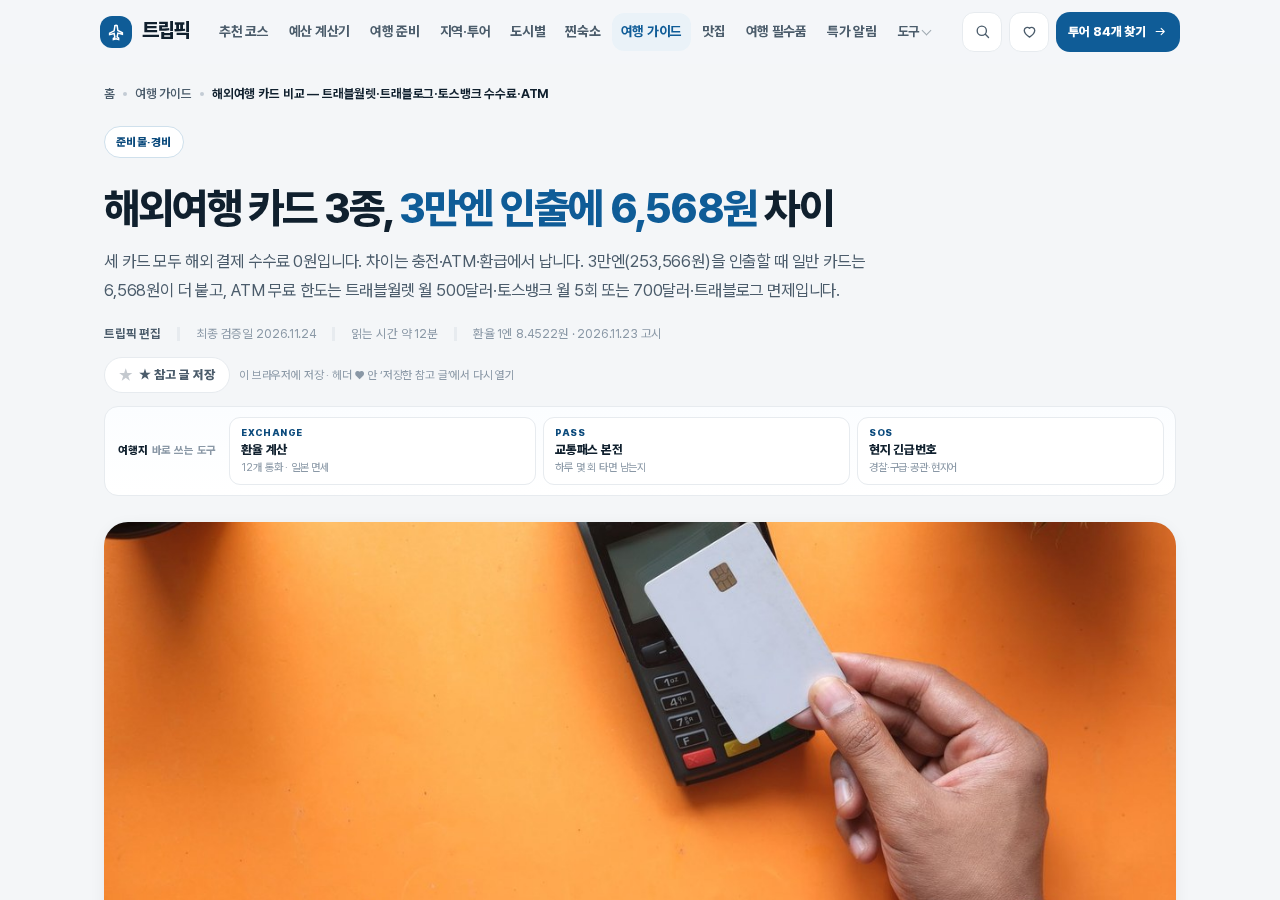 트립픽
추천 코스 예산 계산기 여행 준비 지역·투어 도시별 찐숙소 여행 가이드 맛집 여행 필수품 특가 알림 도구 투어 84개 찾기 →
홈 • 여행 가이드 • 해외여행 카드 비교 — 트래블월렛·트래블로그·토스뱅크 수수료·ATM
준비물·경비
해외여행 카드 3종, 3만엔 인출에 6,568원 차이
세 카드 모두 해외 결제 수수료 0원입니다. 차이는 충전·ATM·환급에서 납니다. 3만엔(253,566원)을 인출할 때 일반 카드는
6,568원이 더 붙고, ATM 무료 한도는 트래블월렛 월 500달러·토스뱅크 월 5회 또는 700달러·트래블로그 면제입니다.
트립픽 편집 | 최종 검증일 2026.11.24 | 읽는 시간 약 12분 | 환율 1엔 8.4522원 · 2026.11.23 고시
★ ★ 참고 글 저장 이 브라우저에 저장 · 헤더 ♥ 안 ‘저장한 참고 글’에서 다시 열기
여행지 바로 쓰는 도구
EXCHANGE
환율 계산
12개 통화 · 일본 면세
PASS
교통패스 본전
하루 몇 회 타면 남는지
SOS
현지 긴급번호
경찰·구급·공관·현지어
1oz
4GHI
7
F